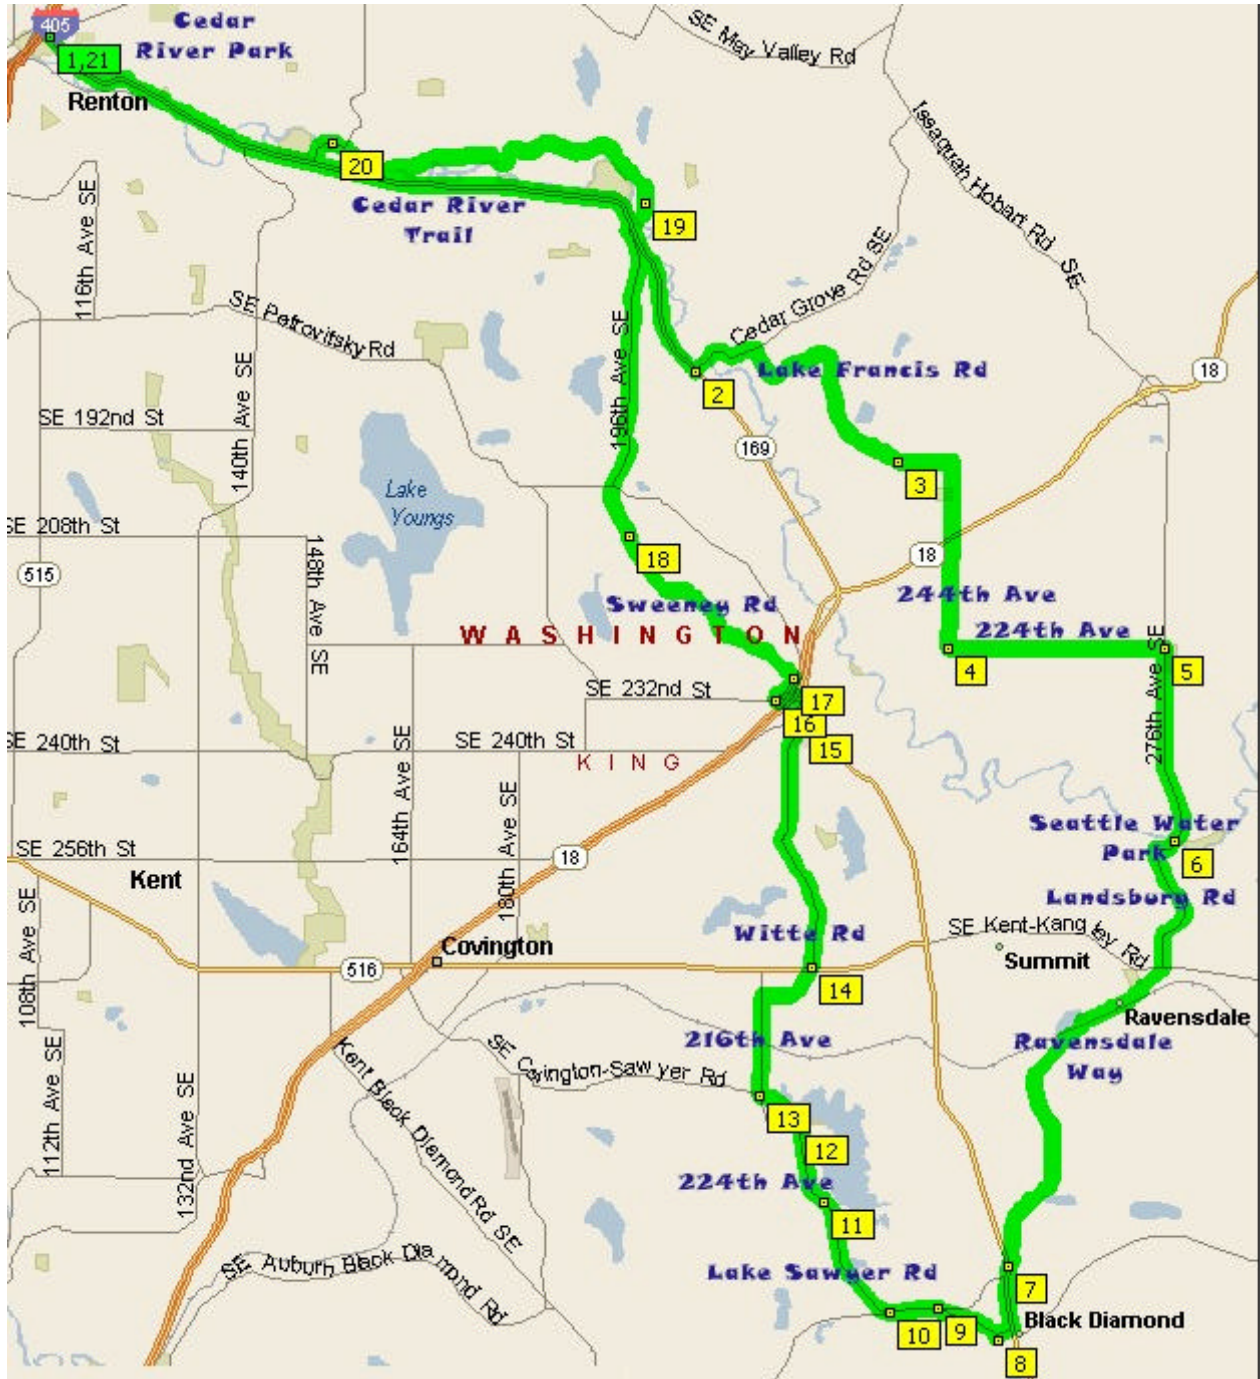 405
Cedar
River Park
SE May Valley Rd
1,21
Renton
Issaquah Hobart Rd SE
20
116th Ave SE
Cedar River
Trail
19
Cedar Grove Rd SE
SE Petrovitsky Rd
196th Ave SE
Lake Francis Rd
18
2
140th Ave SE
SE 192nd St
169
3
Lake
Youngs
SE 208th St
148th Ave SE
18
18
515
Sweeney Rd
244th Ave
WASHINGTON
224th Ave
4
5
276th Ave SE
SE 232nd St
17
16
15
SE 240th St
SE 240th St
KING
164th Ave SE
180th Ave SE
Seattle Water
Park
6
SE 256th St
18
Kent
Landsbury Rd
108th Ave SE
Witte Rd
SE Kent-Kangley Rd
Covington
Summit
516
14
Ravensdale
216th Ave
Ravensdale
Way
SE Covington-Sawyer Rd
Kent Black Diamond Rd SE
112th Ave SE
132nd Ave SE
13
12
224th Ave
11
SE Auburn Black Diamond Rd
Lake Sawyer Rd
7
10
9
Black Diamond
8